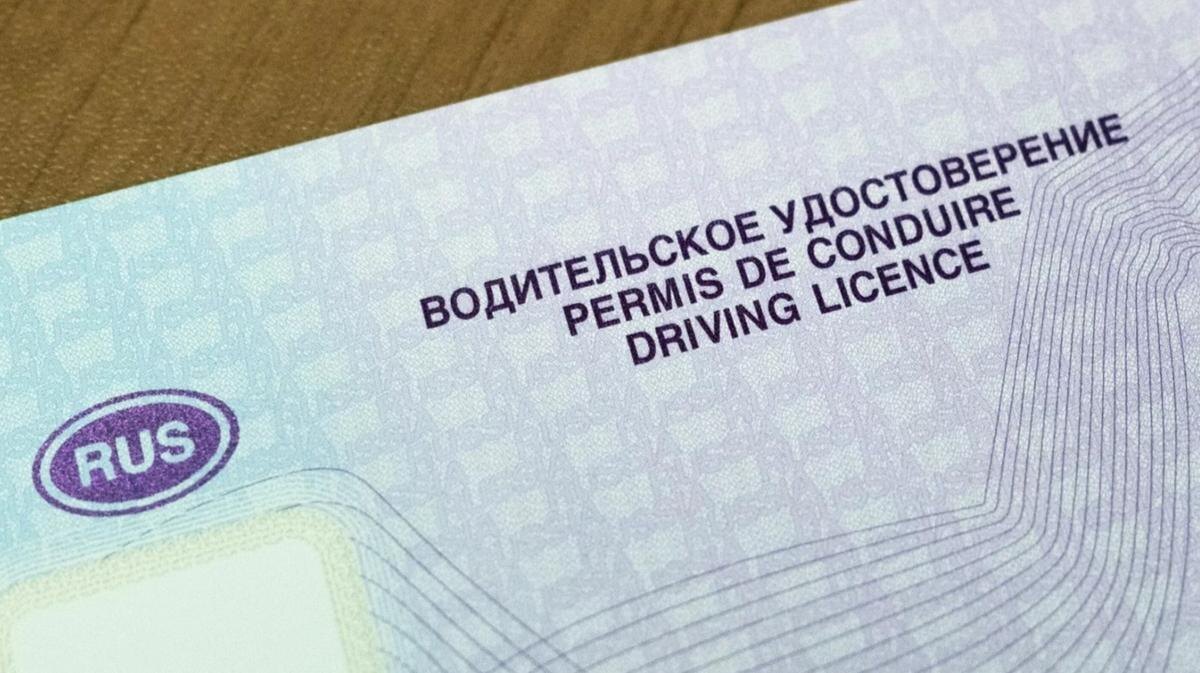 ВОДИТЕЛЬСКОЕ УДОСТОВЕРЕНИЕ
PERMIS DE CONDUIRE
DRIVING LICENCE
RUS